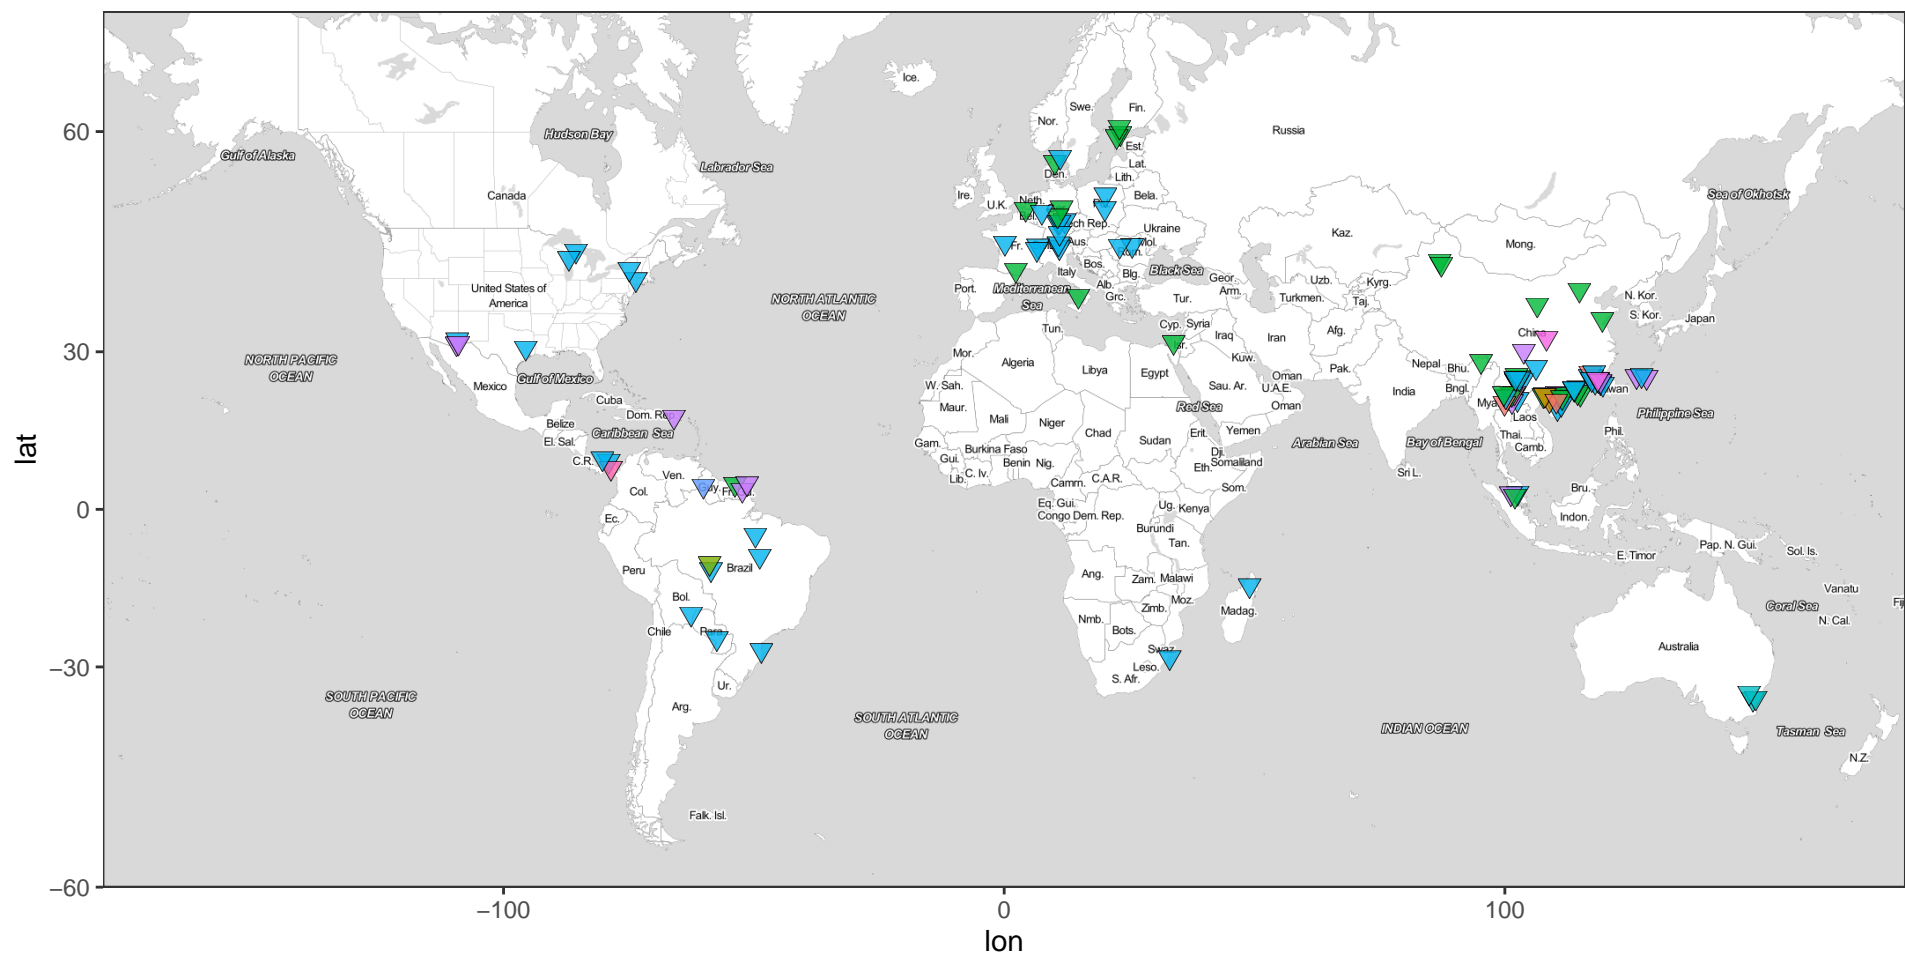 Ice.
Swe.
Fin.
Nor.
60
Hudson Bay
Russia
Gulf of Alaska
Est.
Labrador Sea
Lat.
Den.
Lith.
Canada
Ire.
Neth.
Bela.
Sea of Okhotsk
U.K.
Ukraine
Kaz.
Mong.
Fr.
Aus.
Bos.
Italy
Black Sea
Blg.
Geor.
Uzb.
Kyrg.
United States of
America
Port.
Mediterranean
Sea
Alb.
Grc.
Arm.
Tur.
Turkmen.
Taj.
N. Kor.
S. Kor.
Japan
NORTH ATLANTIC
OCEAN
Cyp.
Syria
Tun.
Iraq
Iran
Afg.
30
Mor.
NORTH PACIFIC
OCEAN
Algeria
Libya
Egypt
Kuw.
Pak.
Nepal
Bhu.
Mexico
Gulf of Mexico
W. Sah.
Sau. Ar.
Oman
U.A.E.
India
Bngl.
Cuba
Maur.
Mali
Niger
Red Sea
Oman
Philippine Sea
Dom. Rep.
Belize
Caribbean Sea
El. Sal.
Chad
Sudan
Erit.
Yemen
Arabian Sea
Bay of Bengal
Laos
Thai.
Camb.
Phil.
C.R.
Gam.
Gui.
Lib.
C. Iv.
Burkina Faso
Benin
Nig.
Dji.
Somaliland
Eth.
Som.
Sri L.
Ven.
Col.
Camrn.
C.A.R.
Bru.
0
Ec.
Eq. Gui.
Congo
Dem. Rep.
Ug.
Kenya
Indon.
Burundi
Tan.
Pap. N. Gui.
Sol. Is.
E. Timor
Peru
Brazil
Ang.
Zam.
Malawi
Vanatu
Bol.
Moz.
Zimb.
Madag.
Coral Sea
N. Cal.
Chile
Nmb.
Bots.
Australia
lat
−30
Leso.
S. Afr.
Ur.
SOUTH PACIFIC
OCEAN
Arg.
SOUTH ATLANTIC
OCEAN
INDIAN OCEAN
Tasman Sea
N.Z.
Falk. Isl.
−60
−100
0
100
lon